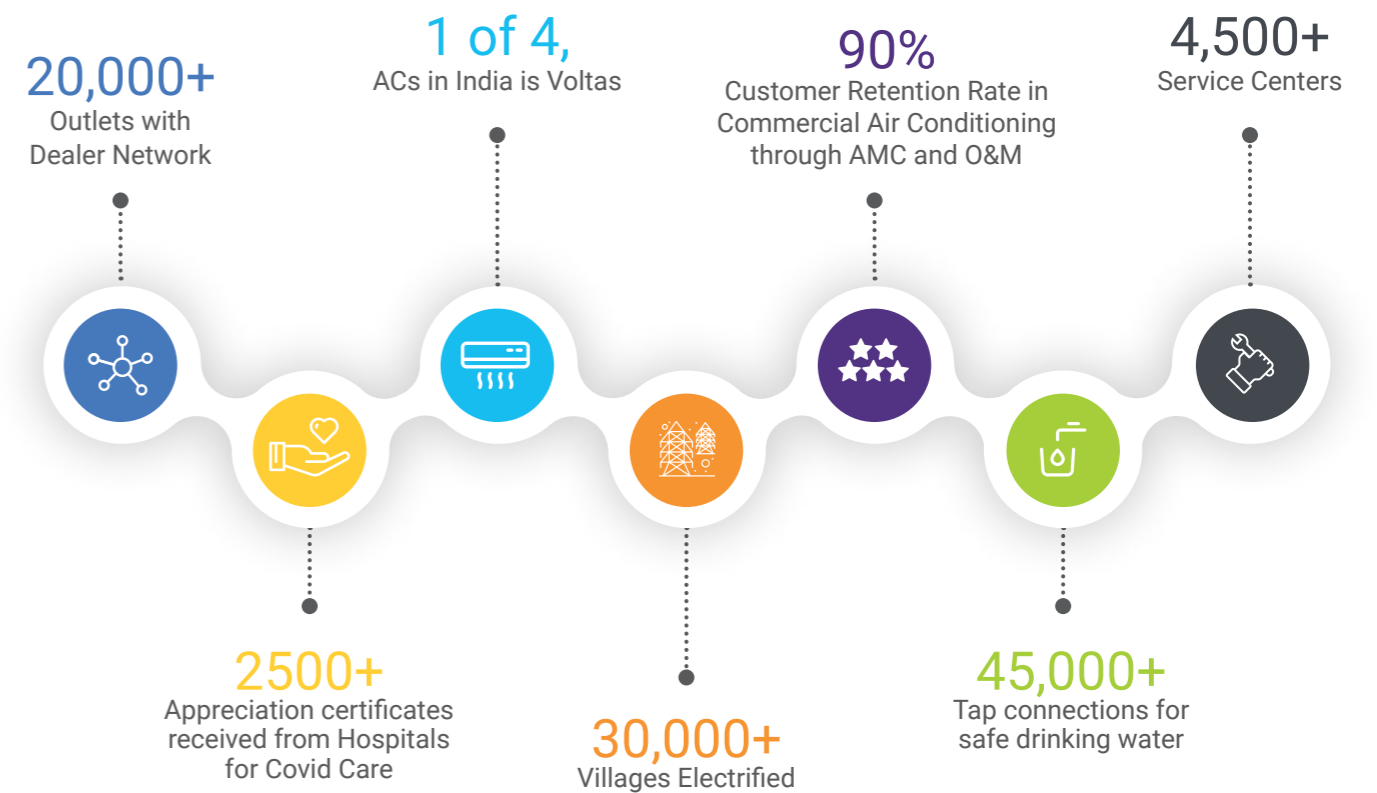 20,000+
Outlets with
Dealer Network
2500+
Appreciation certificates
received from Hospitals
for Covid Care
1 of 4,
ACs in India is Voltas
30,000+
Villages Electrified
90%
Customer Retention Rate in
Commercial Air Conditioning
through AMC and O&M
45,000+
Tap connections for
safe drinking water
4,500+
Service Centers